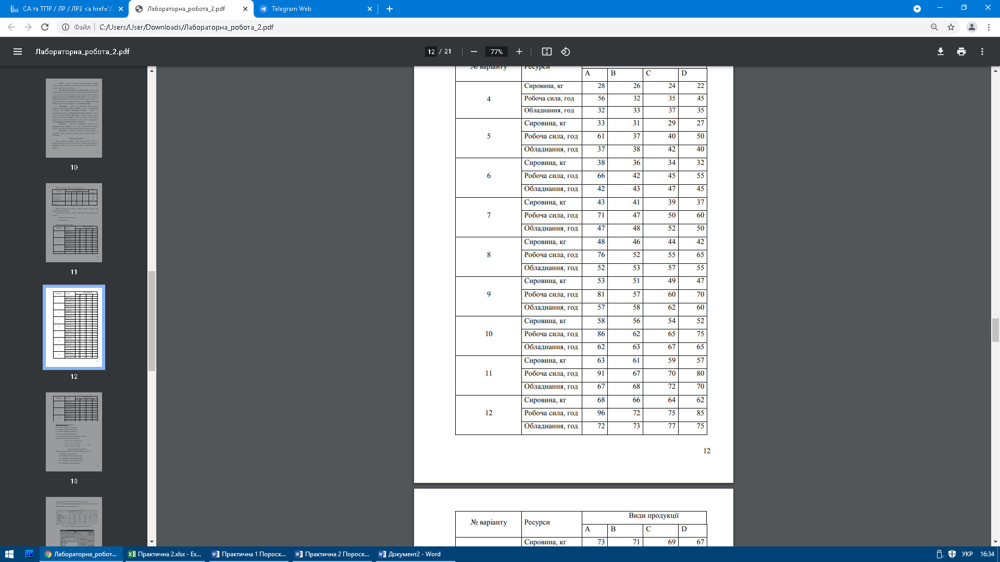 СА та ТПР / ЛР / ЛР2 <a href='/a
Лабораторна_робота_2.pdf
Telegram Web
Файл
C:/Users/User/Downloads/Лабораторна_робота_2.pdf
Лабораторна_робота_2.pdf
12 / 21
77%
№ варіанту Ресурси
A B C D
4
Сировина, кг 28 26 24 22
Робоча сила, год 56 32 35 45
Обладнання, год 32 33 37 35
5
Сировина, кг 33 31 29 27
Робоча сила, год 61 37 40 50
Обладнання, год 37 38 42 40
6
Сировина, кг 38 36 34 32
Робоча сила, год 66 42 45 55
Обладнання, год 42 43 47 45
7
Сировина, кг 43 41 39 37
Робоча сила, год 71 47 50 60
Обладнання, год 47 48 52 50
8
Сировина, кг 48 46 44 42
Робоча сила, год 76 52 55 65
Обладнання, год 52 53 57 55
9
Сировина, кг 53 51 49 47
Робоча сила, год 81 57 60 70
Обладнання, год 57 58 62 60
10
Сировина, кг 58 56 54 52
Робоча сила, год 86 62 65 75
Обладнання, год 62 63 67 65
11
Сировина, кг 63 61 59 57
Робоча сила, год 91 67 70 80
Обладнання, год 67 68 72 70
12
Сировина, кг 68 66 64 62
Робоча сила, год 96 72 75 85
Обладнання, год 72 73 77 75
12
№ варіанту Ресурси Види продукції
A B C D
Сировина, кг 73 71 69 67
10
11
12
13
Лабораторна_робот...
Практична 2.xlsx - Ex...
Практична 1 Пороск...
Практична 2 Пороск...
Документ2 - Word
УКР
16:34